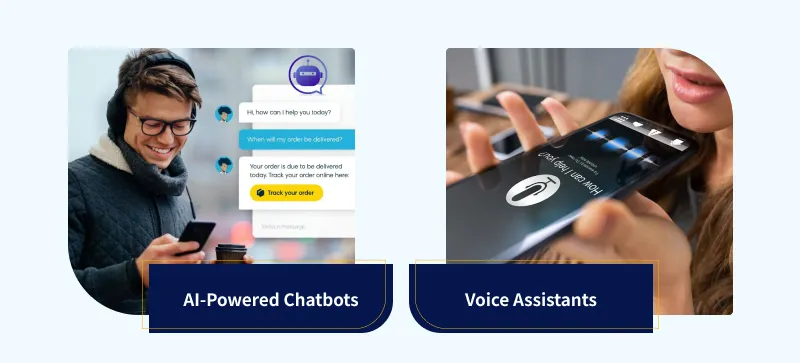 Hi, how can I help you today?
When will my order be delivered?
Your order is due to be delivered
today. Track your order online here:
Track your order
Write a message
How can I help you?
AI-Powered Chatbots
Voice Assistants